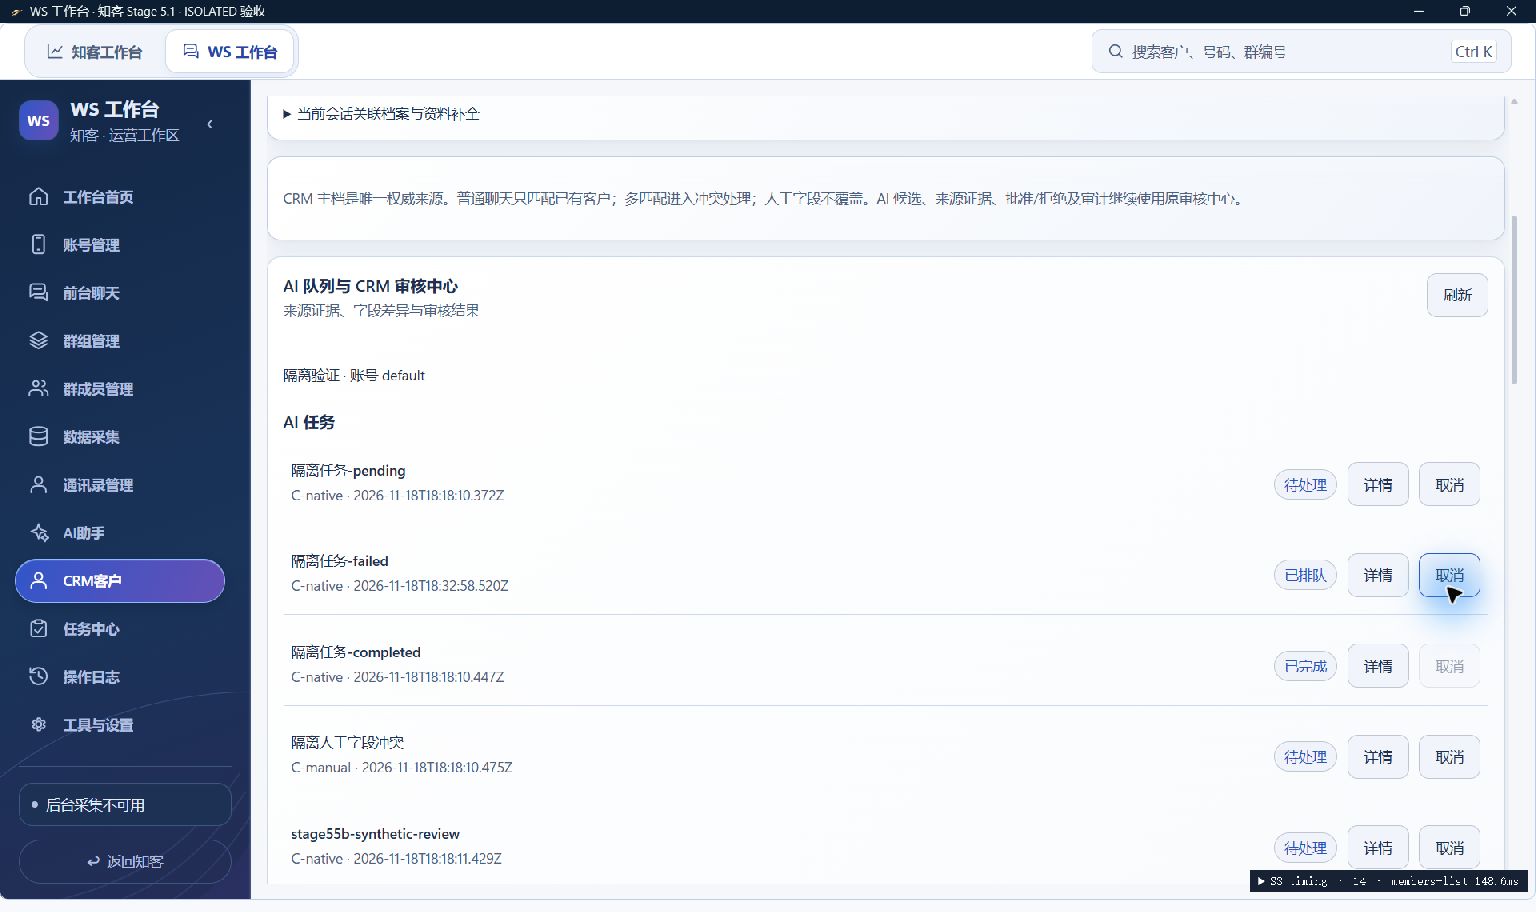 WS 工作台 · 知客 Stage 5.1 · ISOLATED 验收
知客工作台
WS 工作台
搜索客户、号码、群编号
Ctrl K
WS
WS 工作台
知客 · 运营工作区
工作台首页
账号管理
前台聊天
群组管理
群成员管理
数据采集
通讯录管理
AI助手
CRM客户
任务中心
操作日志
工具与设置
后台采集不可用
返回知客
当前会话关联档案与资料补全
CRM 主档是唯一权威来源。普通聊天只匹配已有客户；多匹配进入冲突处理；人工字段不覆盖。AI 候选、来源证据、批准/拒绝及审计继续使用原审核中心。
AI 队列与 CRM 审核中心
来源证据、字段差异与审核结果
刷新
隔离验证 · 账号 default
AI 任务
隔离任务-pending
C-native · 2026-11-18T18:18:10.372Z
待处理 详情 取消
隔离任务-failed
C-native · 2026-11-18T18:32:58.520Z
已排队 详情 取消
隔离任务-completed
C-native · 2026-11-18T18:18:10.447Z
已完成 详情 取消
隔离人工字段冲突
C-manual · 2026-11-18T18:18:10.475Z
待处理 详情 取消
stage55b-synthetic-review
C-native · 2026-11-18T18:18:11.429Z
待处理 详情 取消
S3 timing · 14 · members-list 148.6ms